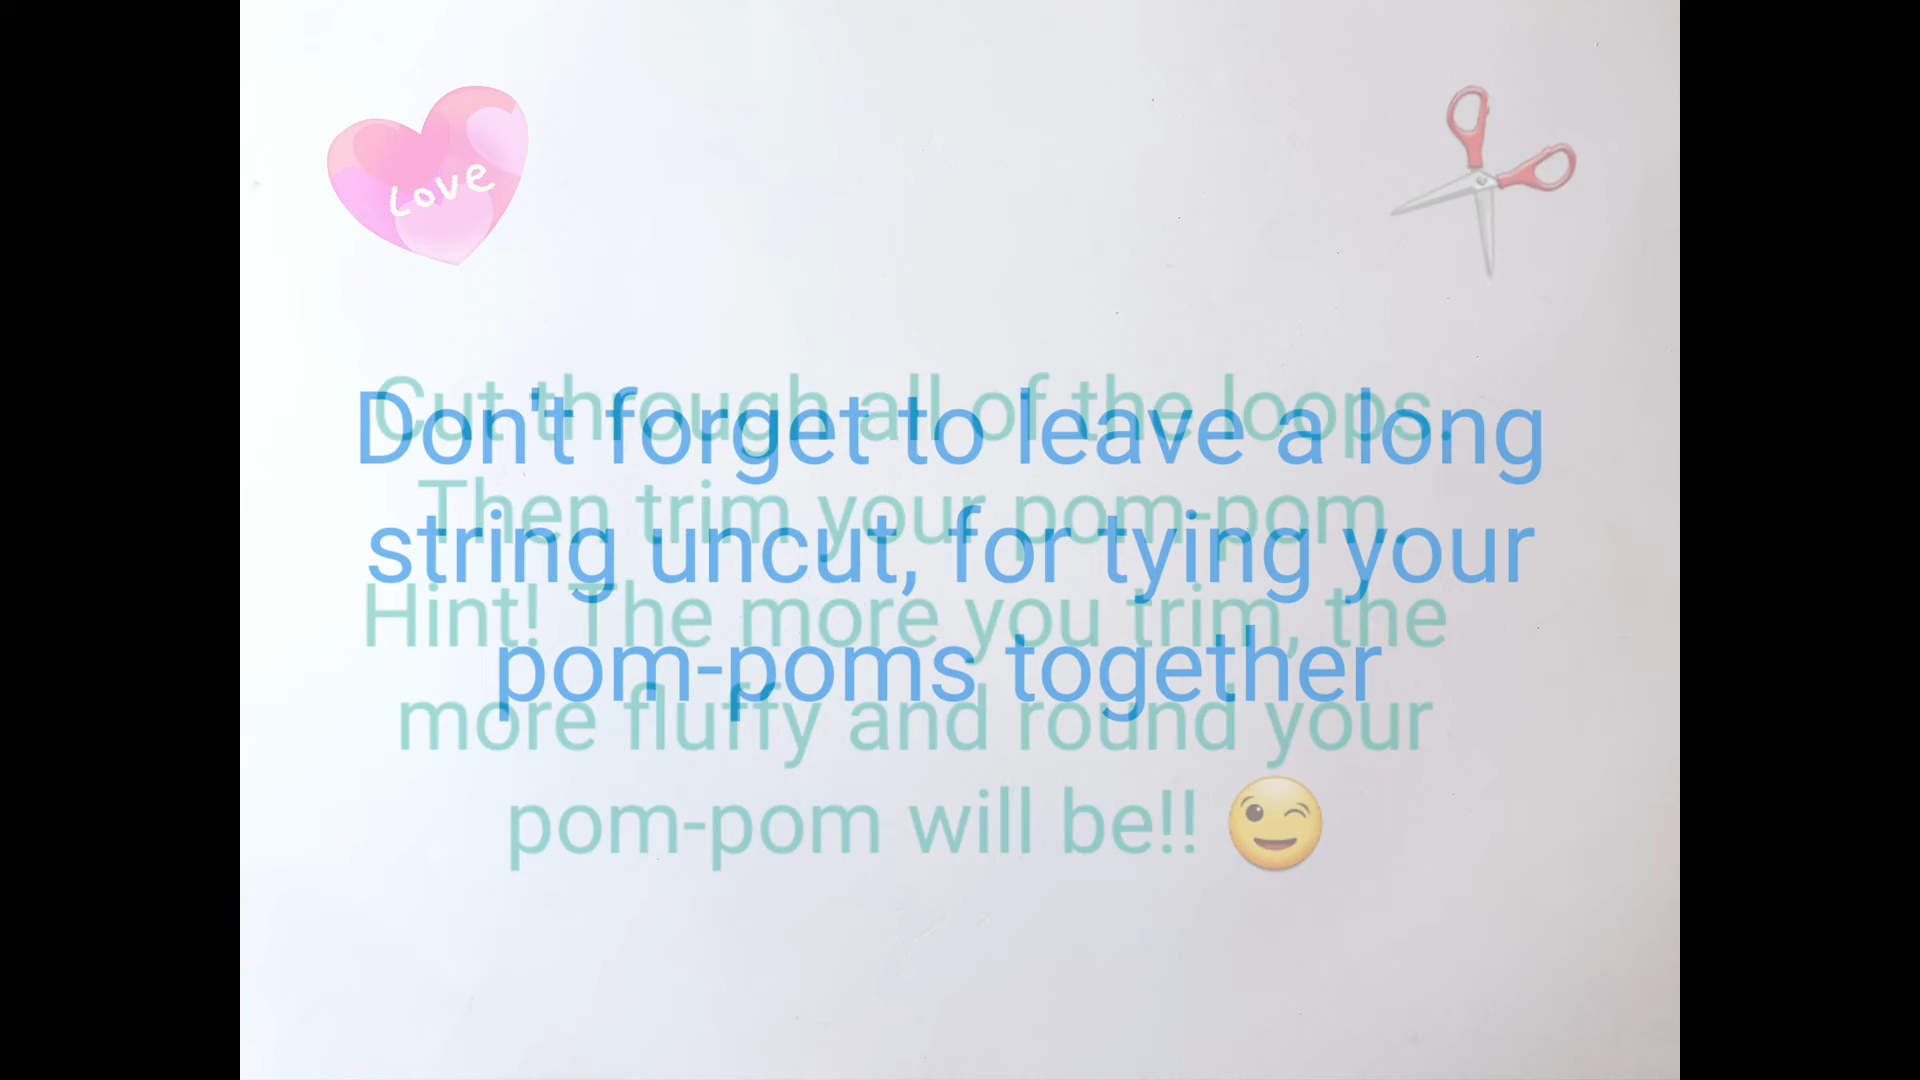 Love
Cut through all of the loops.
Then trim your pom-pom.
Hint! The more you trim, the
more fluffy and round your
pom-pom will be!! 😉
Don't forget to leave a long
string uncut, for tying your
pom-poms together